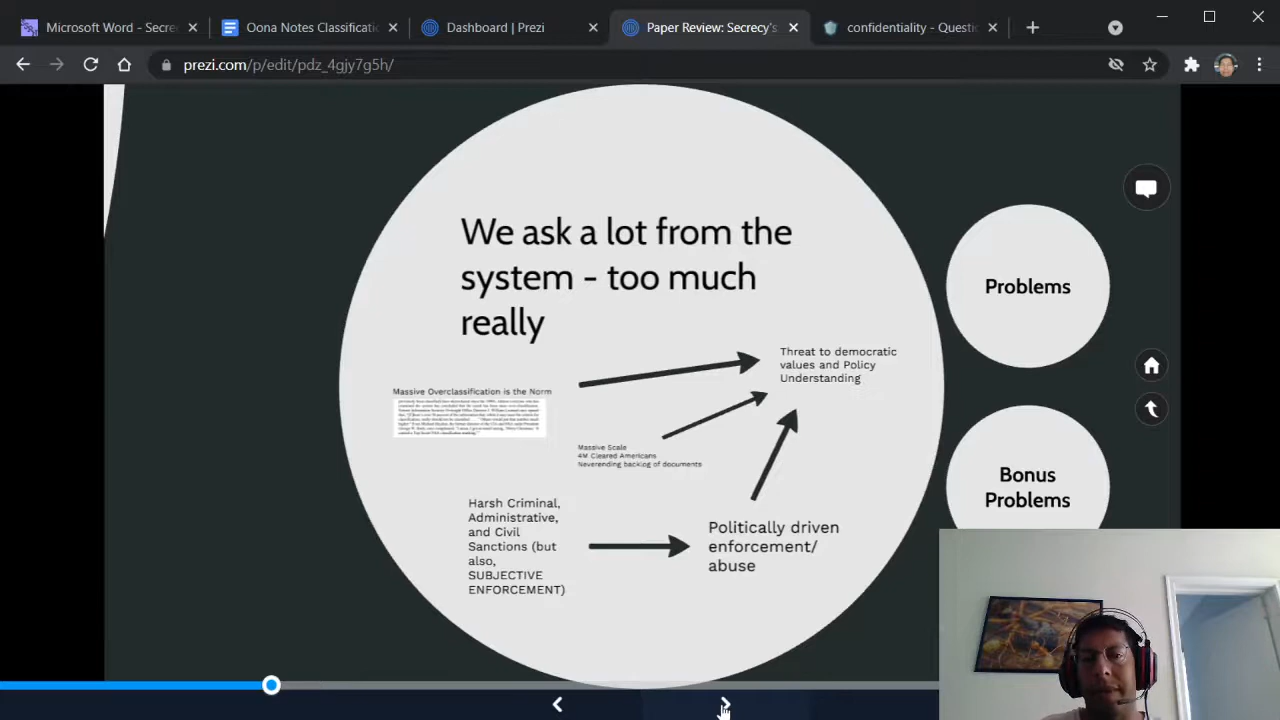 Microsoft Word - Secre
Oona Notes Classificati
Dashboard | Prezi
Paper Review: Secrecy's
confidentiality - Questi
prezi.com/p/edit/pdz_4gjy7g5h/
We ask a lot from the
system - too much
really
Massive Overclassification is the Norm
Threat to democratic
values and Policy
Understanding
Massive Scale
4M Cleared Americans
Neverending backlog of documents
Harsh Criminal,
Administrative,
and Civil
Sanctions (but
also,
SUBJECTIVE
ENFORCEMENT)
Politically driven
enforcement/
abuse
Problems
Bonus
Problems